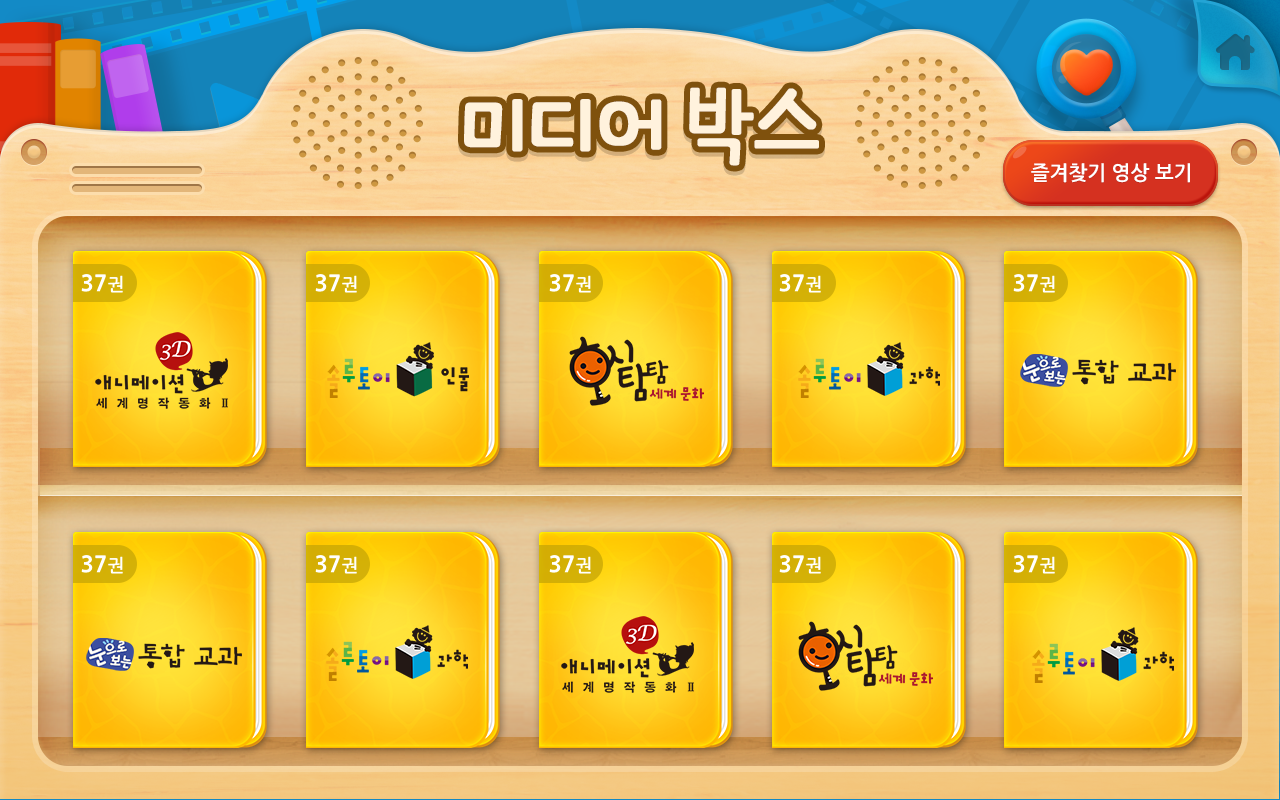 미디어 박스
즐겨찾기 영상 보기
37권
3D
애니메이션
세계명작동화 Ⅱ
37권
솔루토이 인물
37권
호시탐탐
세계 문화
37권
솔루토이 과학
37권
눈으로 보는 통합 교과
37권
눈으로 보는 통합 교과
37권
솔루토이 과학
37권
3D
애니메이션
세계명작동화 Ⅱ
37권
호시탐탐
세계 문화
37권
솔루토이 과학